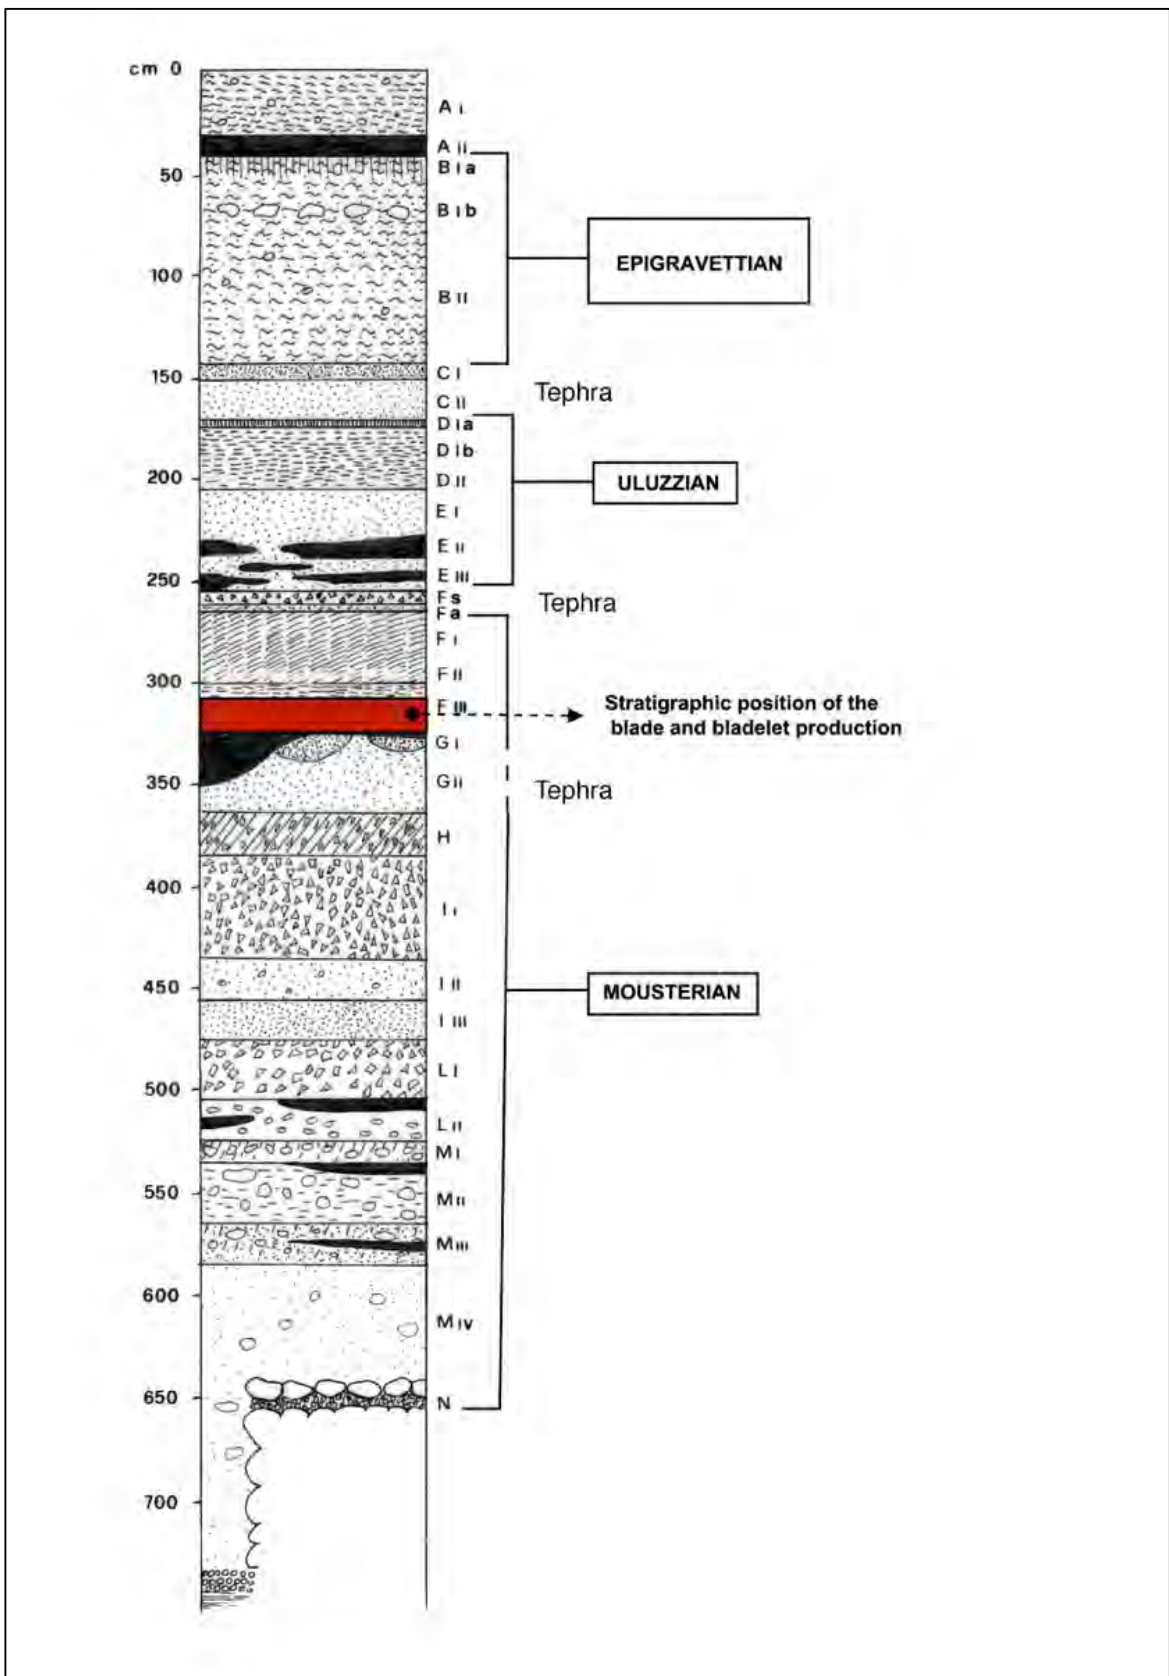 cm 0
A I
A II
B I a
50
B I b
EPIGRAVETTIAN
100
B II
C I
150
Tephra
C II
D I a
D I b
200
D II
ULUZZIAN
E I
E II
E III
250
F s
Tephra
F a
F I
F II
300
F III
Stratigraphic position of the
blade and bladelet production
G I
350
G II
Tephra
H
400
I I
I II
450
MOUSTERIAN
I III
L I
500
L II
M I
550
M II
M III
600
M IV
650
N
700